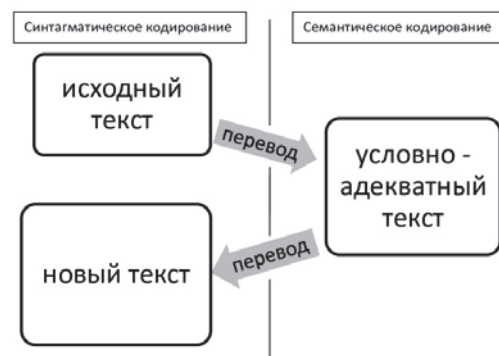 Синтагматическое кодирование
Семантическое кодирование
исходный
текст
перевод
условно -
адекватный
текст
перевод
новый текст